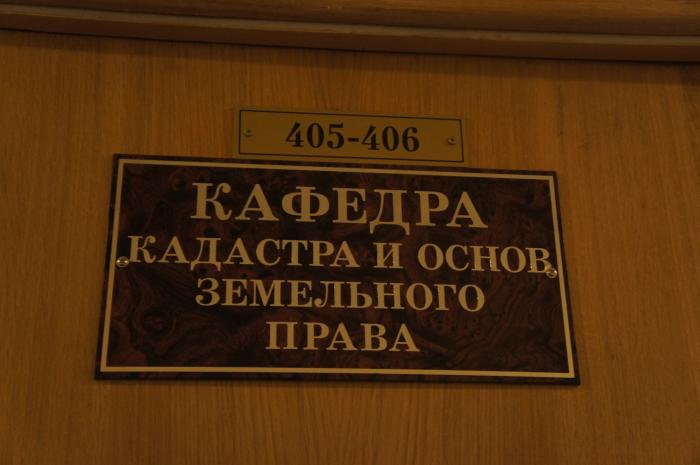 405-406
КАФЕДРА
КАДАСТРА И ОСНОВ
ЗЕМЕЛЬНОГО
ПРАВА